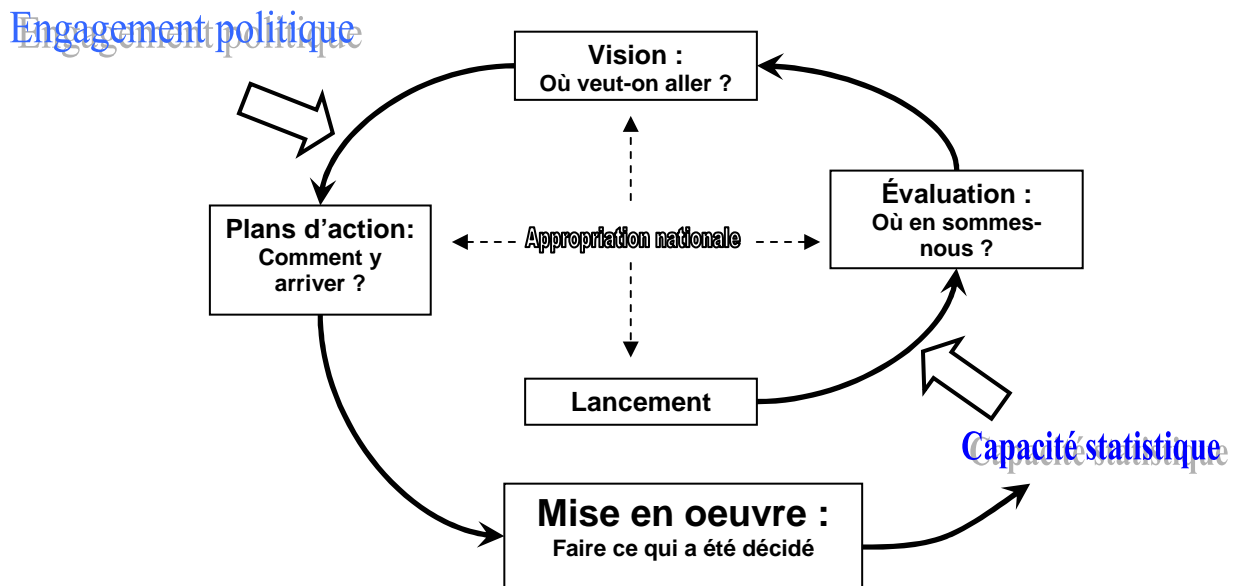 Engagement politique
Vision :
Où veut-on aller ?
Évaluation :
Où en sommes-
nous ?
Plans d'action:
Comment y
arriver ?
Appropriation nationale
Lancement
Capacité statistique
Mise en oeuvre :
Faire ce qui a été décidé